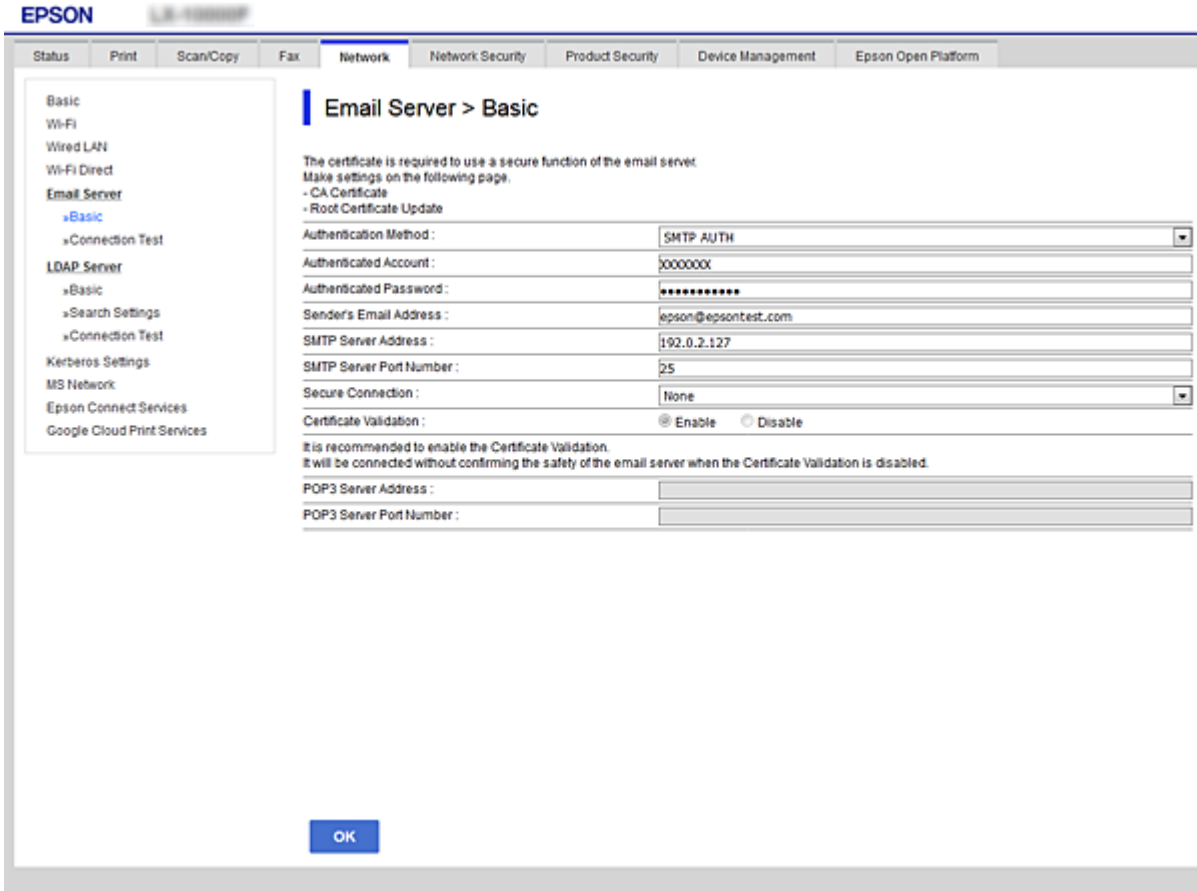 EPSON
Status Print Scan/Copy Fax Network Network Security Product Security Device Management Epson Open Platform
Basic
Wi-Fi
Wired LAN
Wi-Fi Direct
Email Server
»Basic
»Connection Test
LDAP Server
»Basic
»Search Settings
»Connection Test
Kerberos Settings
MS Network
Epson Connect Services
Google Cloud Print Services
Email Server > Basic
The certificate is required to use a secure function of the email server.
Make settings on the following page.
- CA Certificate
- Root Certificate Update
Authentication Method : SMTP AUTH
Authenticated Account : XXXXXXX
Authenticated Password : •••••••••••
Sender's Email Address : epson@epsontest.com
SMTP Server Address : 192.0.2.127
SMTP Server Port Number : 25
Secure Connection : None
Certificate Validation : Enable Disable
It is recommended to enable the Certificate Validation.
It will be connected without confirming the safety of the email server when the Certificate Validation is disabled.
POP3 Server Address :
POP3 Server Port Number :
OK